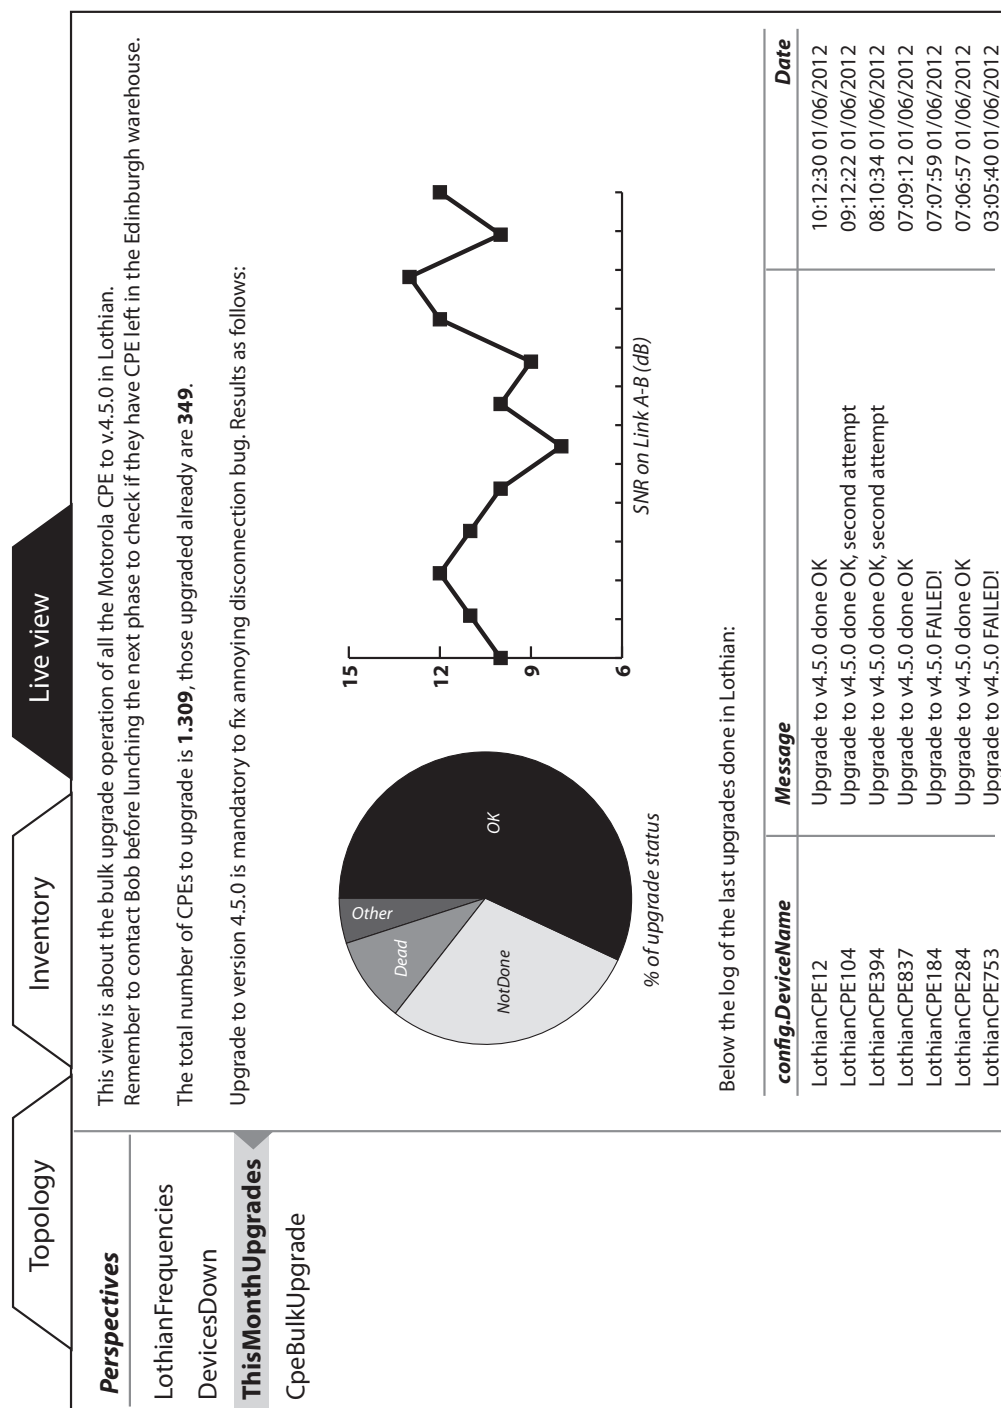 Topology
Inventory
Live view
Perspectives
LothianFrequencies
DevicesDown
ThisMonthUpgrades
CpeBulkUpgrade
This view is about the bulk upgrade operation of all the Motorola CPE to v.4.5.0 in Lothian.
Remember to contact Bob before lunching the next phase to check if they have CPE left in the Edinburgh warehouse.
The total number of CPEs to upgrade is 1.309, those upgraded already are 349.
Upgrade to version 4.5.0 is mandatory to fix annoying disconnection bug. Results as follows:
Other
Dead
NotDone
OK
% of upgrade status
15
12
9
6
SNR on Link A-B (dB)
Below the log of the last upgrades done in Lothian:
config.DeviceName Message Date
LothianCPE12 Upgrade to v4.5.0 done OK 10:12:30 01/06/2012
LothianCPE104 Upgrade to v4.5.0 done OK, second attempt 09:12:22 01/06/2012
LothianCPE394 Upgrade to v4.5.0 done OK, second attempt 08:10:34 01/06/2012
LothianCPE837 Upgrade to v4.5.0 done OK 07:09:12 01/06/2012
LothianCPE184 Upgrade to v4.5.0 FAILED! 07:07:59 01/06/2012
LothianCPE284 Upgrade to v4.5.0 done OK 07:06:57 01/06/2012
LothianCPE753 Upgrade to v4.5.0 FAILED! 03:05:40 01/06/2012